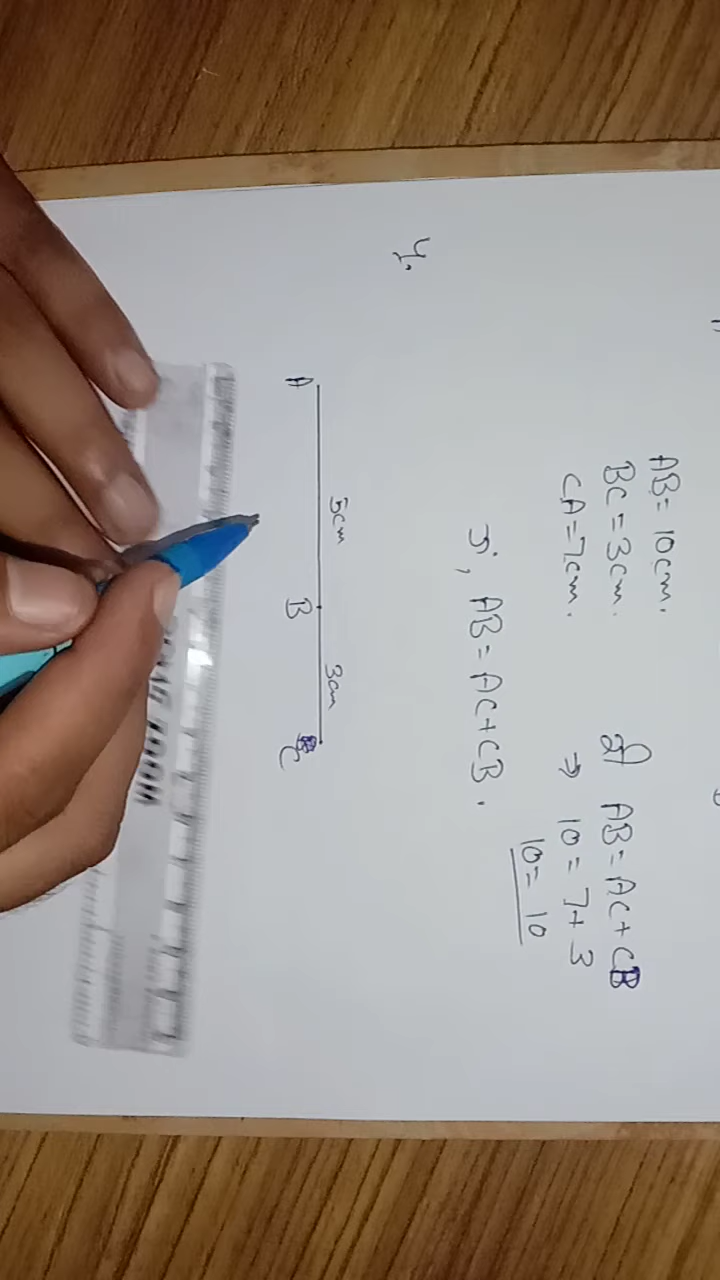 AB = 10cm.
BC = 3cm.
CA = 7cm.
AB = AC + CB
⇒ 10 = 7 + 3
10 = 10
AB = AC + CB.
4.
5cm
3cm
A
B
C